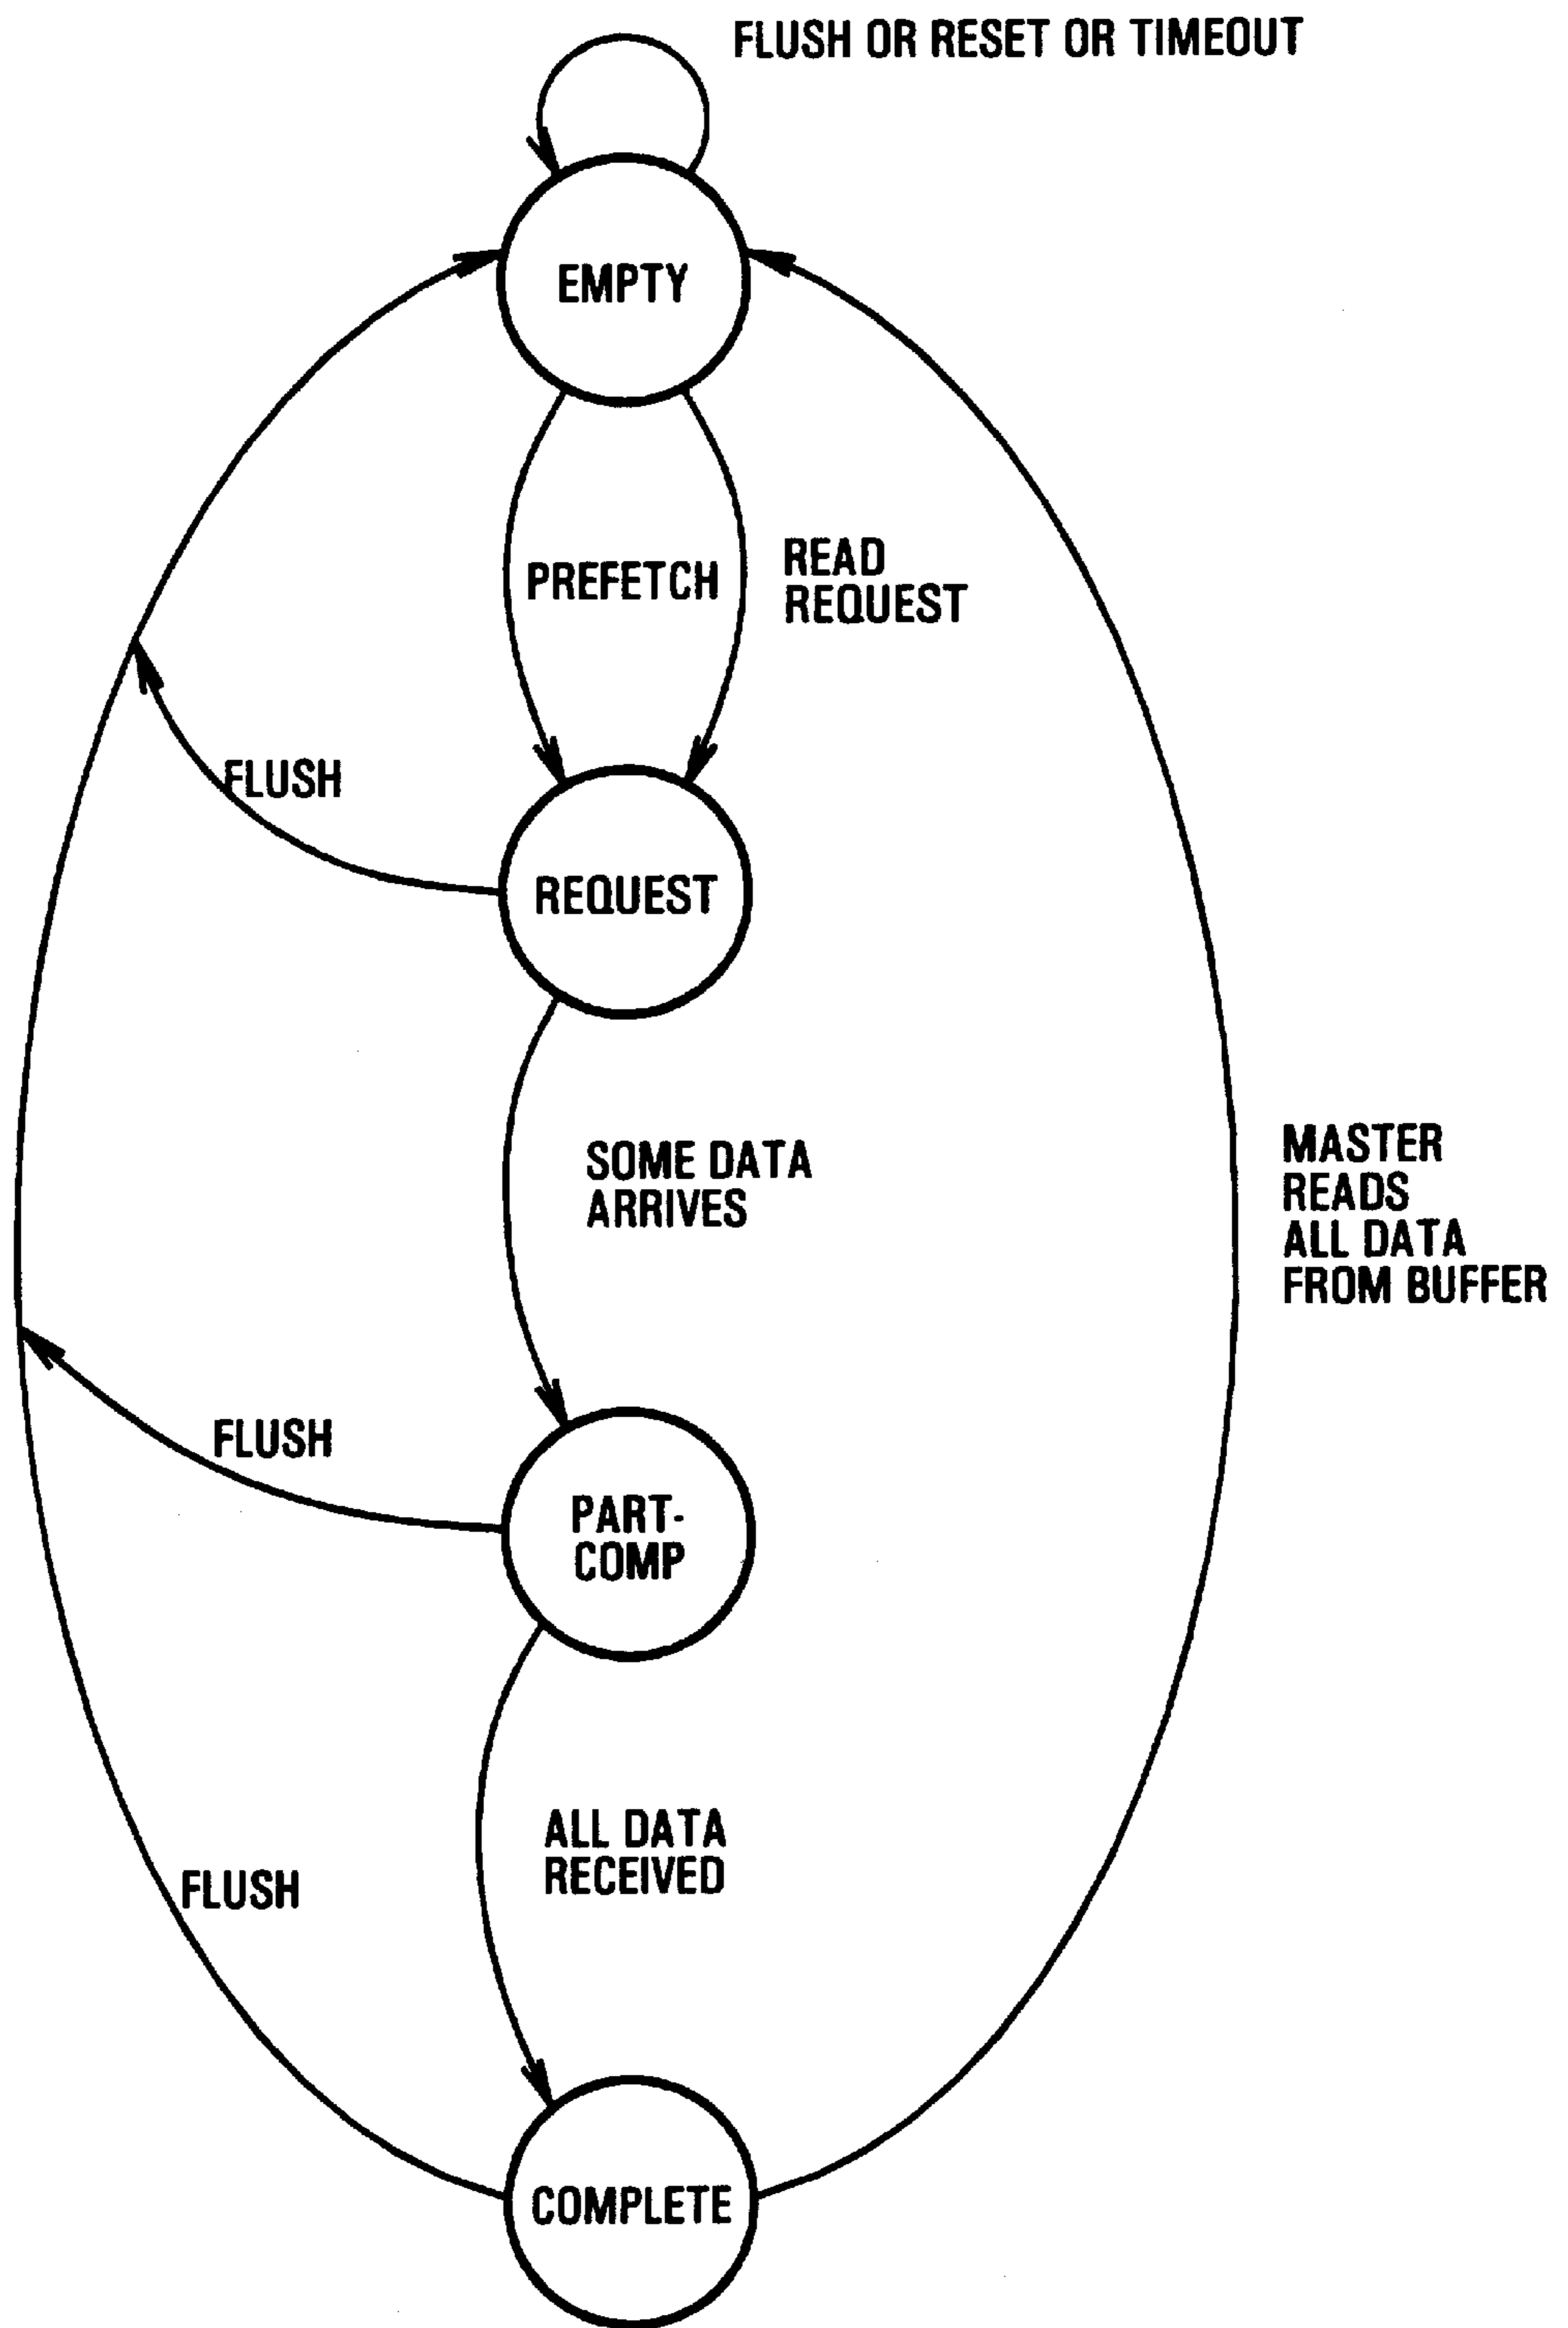 FLUSH OR RESET OR TIMEOUT
EMPTY
PREFETCH
READ
REQUEST
FLUSH
REQUEST
SOME DATA
ARRIVES
MASTER
READS
ALL DATA
FROM BUFFER
FLUSH
PART-
COMP
ALL DATA
RECEIVED
FLUSH
COMPLETE